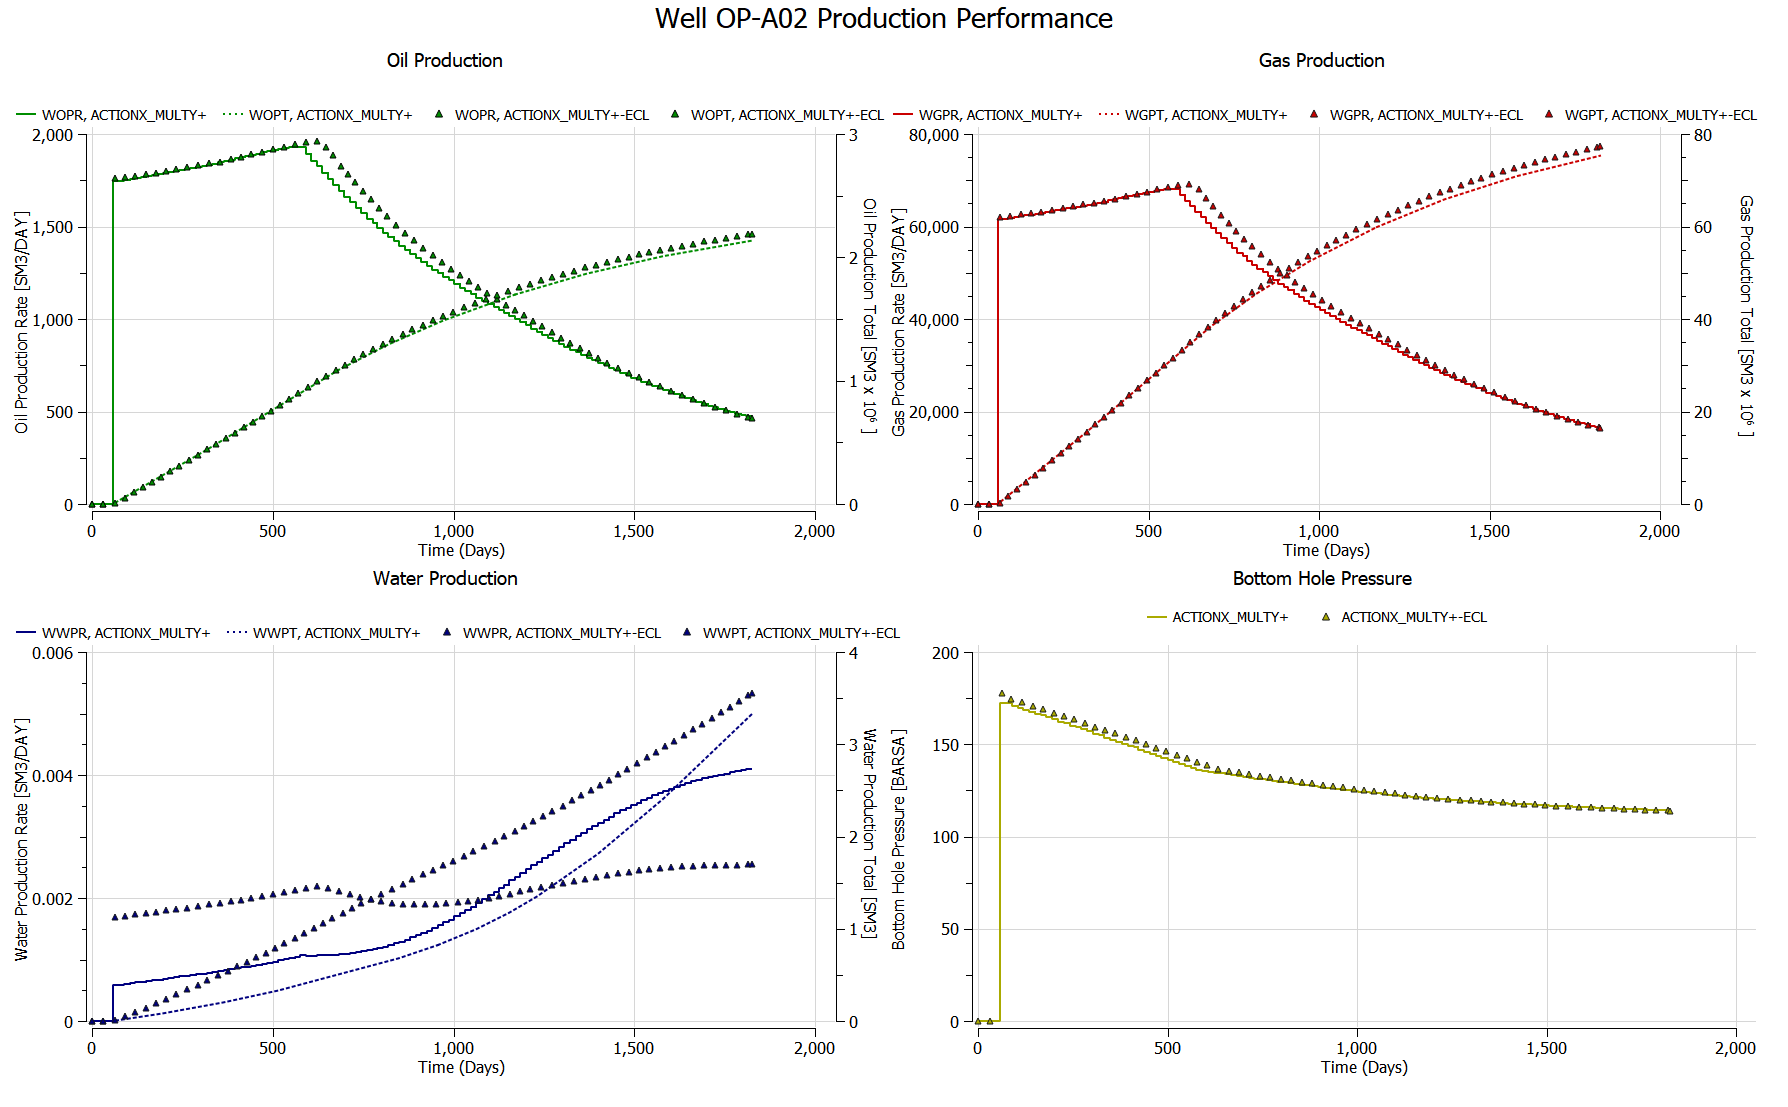 Well OP-A02 Production Performance
Oil Production
WOPR, ACTIONX_MULTY+ WOPT, ACTIONX_MULTY+ WOPR, ACTIONX_MULTY+-ECL WOPT, ACTIONX_MULTY+-ECL
2,000
1,500
1,000
500
0
Oil Production Rate [SM3/DAY]
3
2
1
0
Oil Production Total [SM3 x 10⁶ ]
0 500 1,000 1,500 2,000
Time (Days)
Gas Production
WGPR, ACTIONX_MULTY+ WGPT, ACTIONX_MULTY+ WGPR, ACTIONX_MULTY+-ECL WGPT, ACTIONX_MULTY+-ECL
80,000
60,000
40,000
20,000
0
Gas Production Rate [SM3/DAY]
80
60
40
20
0
Gas Production Total [SM3 x 10⁶ ]
0 500 1,000 1,500 2,000
Time (Days)
Water Production
WWPR, ACTIONX_MULTY+ WWPT, ACTIONX_MULTY+ WWPR, ACTIONX_MULTY+-ECL WWPT, ACTIONX_MULTY+-ECL
0.006
0.004
0.002
0
Water Production Rate [SM3/DAY]
4
3
2
1
0
Water Production Total [SM3]
0 500 1,000 1,500 2,000
Time (Days)
Bottom Hole Pressure
ACTIONX_MULTY+ ACTIONX_MULTY+-ECL
200
150
100
50
0
Bottom Hole Pressure [BARSA]
0 500 1,000 1,500 2,000
Time (Days)